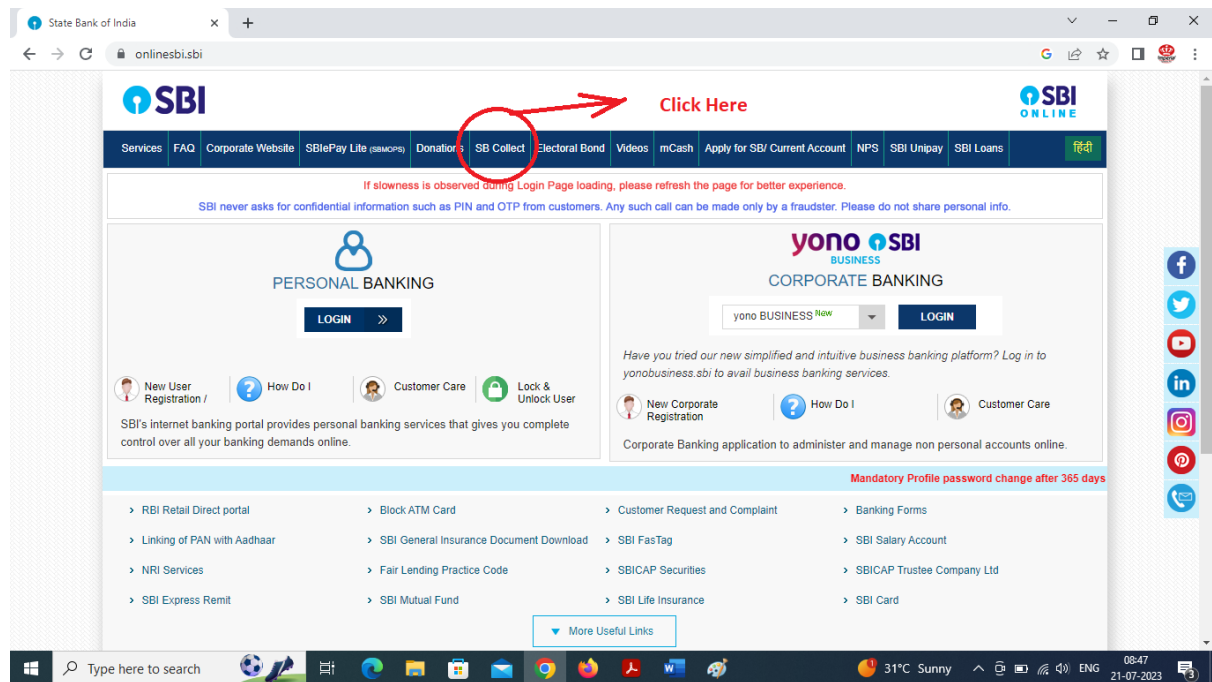 State Bank of India
onlinesbi.sbi
SBI
Click Here
SBI
ONLINE
Services FAQ Corporate Website SBIePay Lite (SBMOPS) Donations SB Collect Electoral Bond Videos mCash Apply for SB/ Current Account NPS SBI Unipay SBI Loans हिंदी
If slowness is observed during Login Page loading, please refresh the page for better experience.
SBI never asks for confidential information such as PIN and OTP from customers. Any such call can be made only by a fraudster. Please do not share personal info.
PERSONAL BANKING
LOGIN
New User
Registration /
How Do I
Customer Care
Lock &
Unlock User
SBI's internet banking portal provides personal banking services that gives you complete
control over all your banking demands online.
yono SBI
BUSINESS
CORPORATE BANKING
yono BUSINESS New LOGIN
Have you tried our new simplified and intuitive business banking platform? Log in to
yonobusiness.sbi to avail business banking services.
New Corporate
Registration
How Do I
Customer Care
Corporate Banking application to administer and manage non personal accounts online.
Mandatory Profile password change after 365 days
RBI Retail Direct portal Block ATM Card Customer Request and Complaint Banking Forms
Linking of PAN with Aadhaar SBI General Insurance Document Download SBI FasTag SBI Salary Account
NRI Services Fair Lending Practice Code SBICAP Securities SBICAP Trustee Company Ltd
SBI Express Remit SBI Mutual Fund SBI Life Insurance SBI Card
More Useful Links
Type here to search 31°C Sunny ENG 08:47
21-07-2023